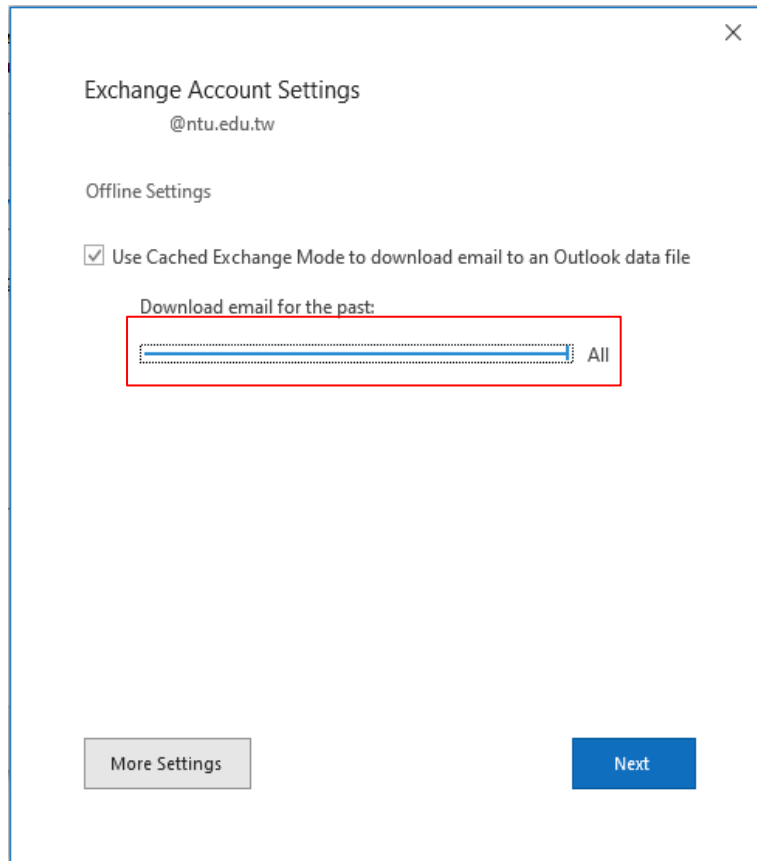 Exchange Account Settings
@ntu.edu.tw
Offline Settings
Use Cached Exchange Mode to download email to an Outlook data file
Download email for the past:
All
More Settings
Next